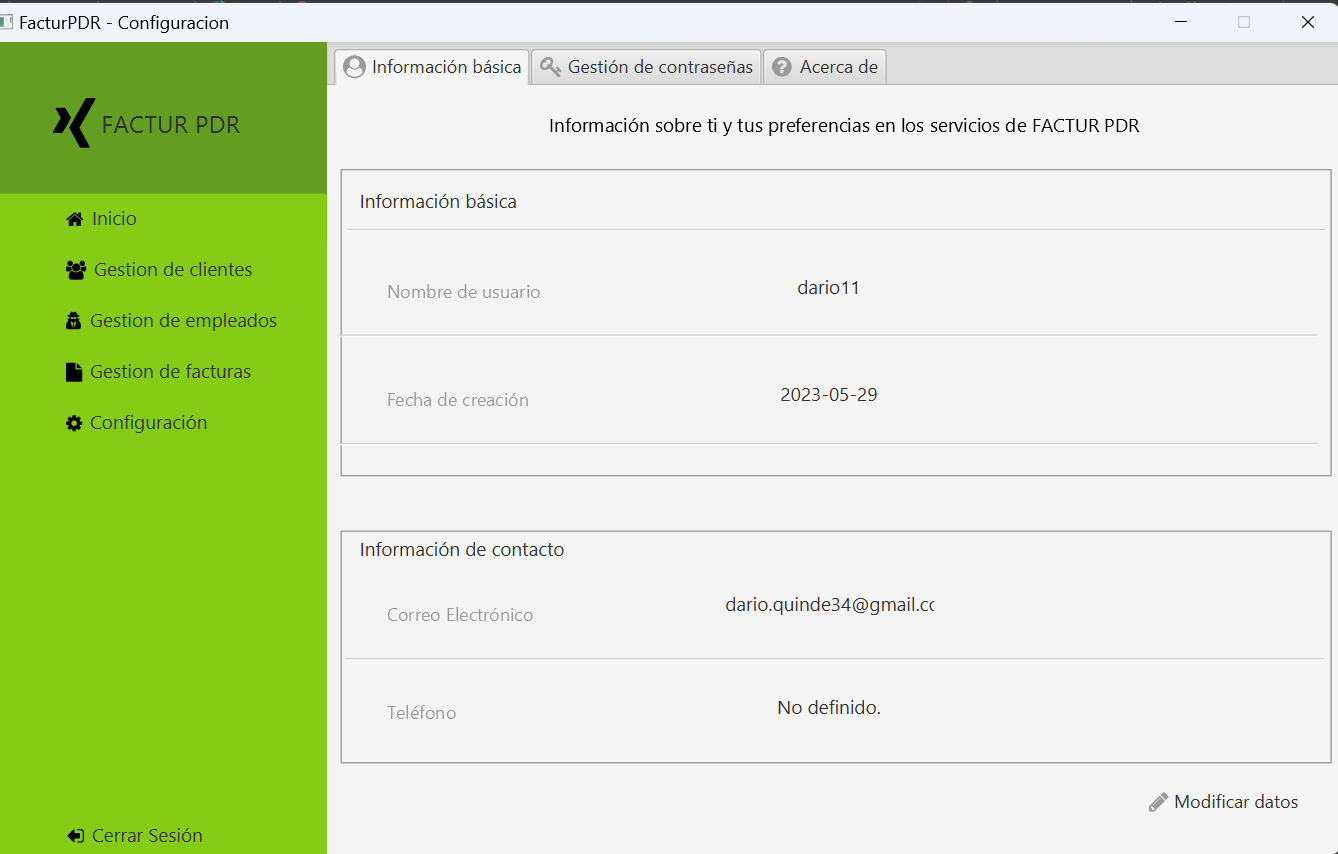 FacturPDR - Configuracion
FACTUR PDR
Inicio
Gestion de clientes
Gestion de empleados
Gestion de facturas
Configuración
Cerrar Sesión
Información básica
Gestión de contraseñas
Acerca de
Información sobre ti y tus preferencias en los servicios de FACTUR PDR
Información básica
Nombre de usuario dario11
Fecha de creación 2023-05-29
Información de contacto
Correo Electrónico dario.quinde34@gmail.cc
Teléfono No definido.
Modificar datos